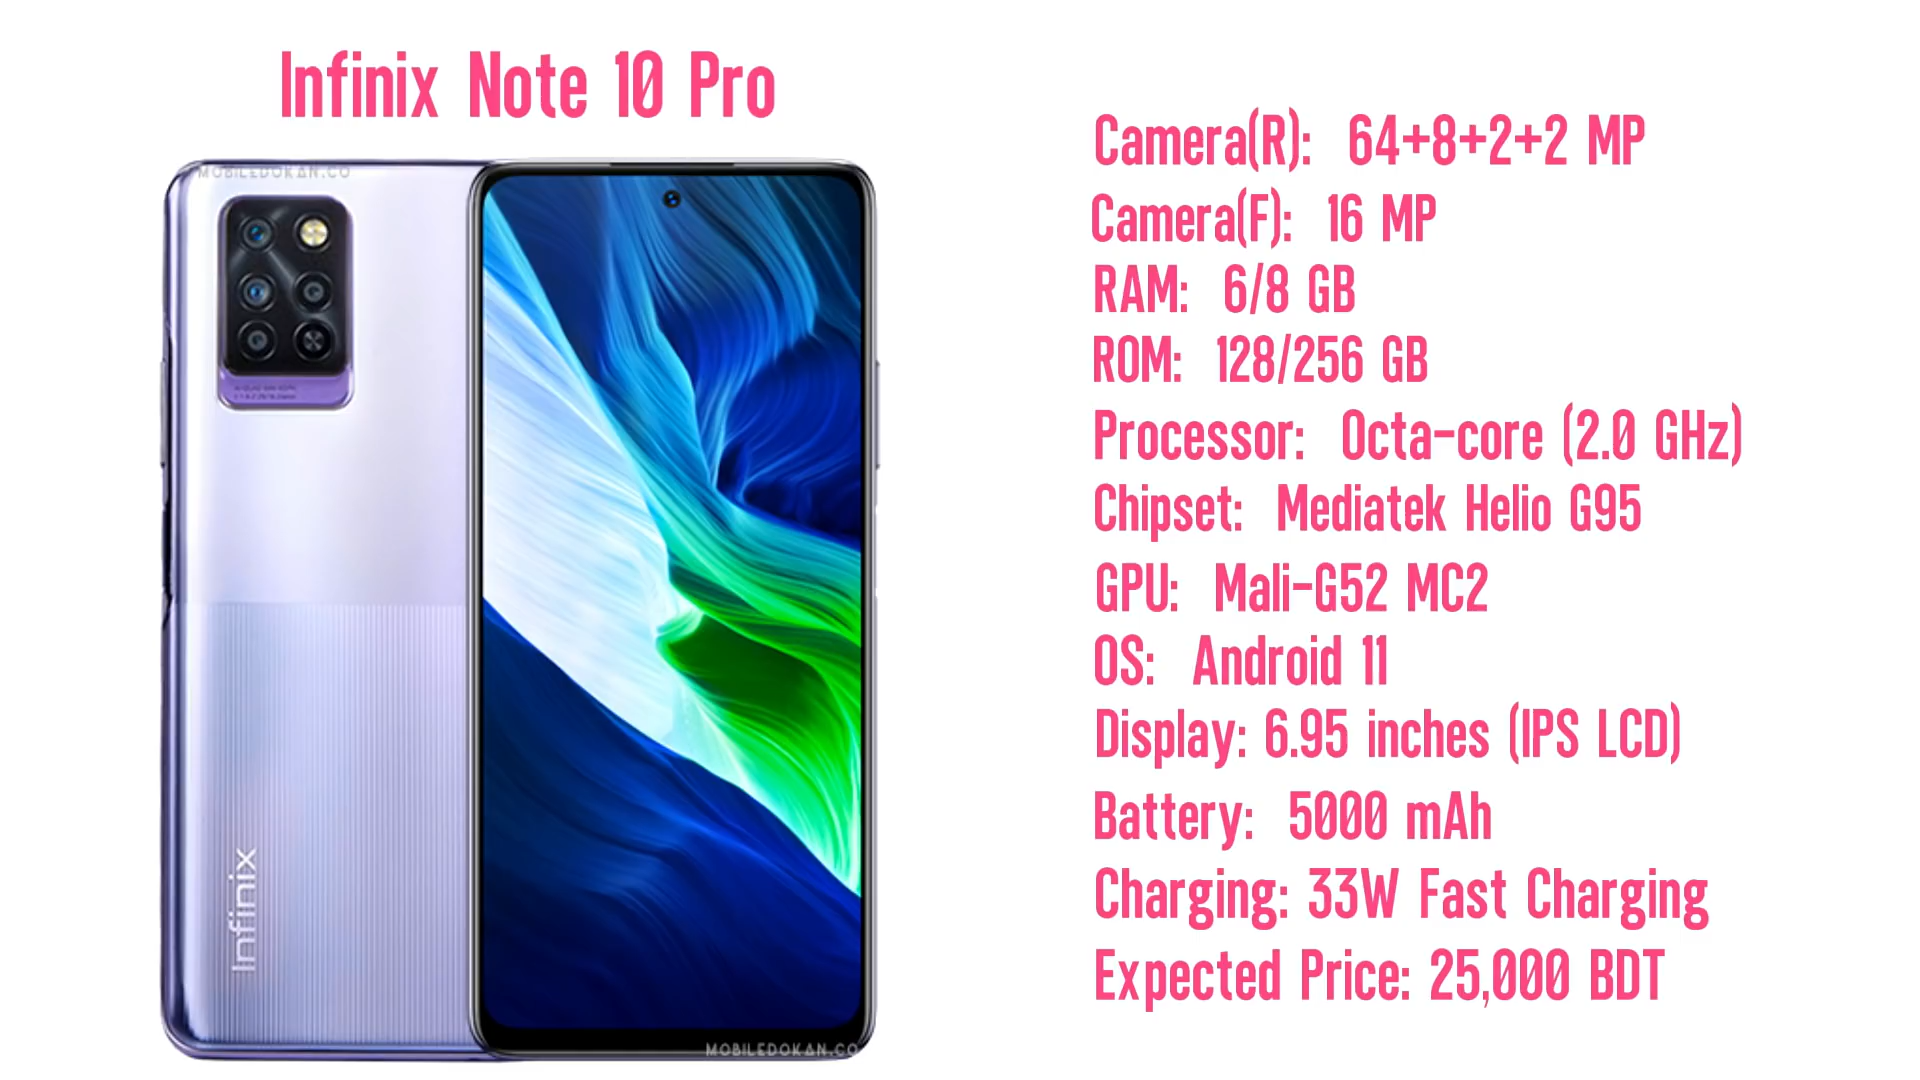 Infinix Note 10 Pro
MOBILEDOKAN.CO
Infinix
MOBILEDOKAN.CO
Camera(R): 64+8+2+2 MP
Camera(F): 16 MP
RAM: 6/8 GB
ROM: 128/256 GB
Processor: Octa-core (2.0 GHz)
Chipset: Mediatek Helio G95
GPU: Mali-G52 MC2
OS: Android 11
Display: 6.95 inches (IPS LCD)
Battery: 5000 mAh
Charging: 33W Fast Charging
Expected Price: 25,000 BDT